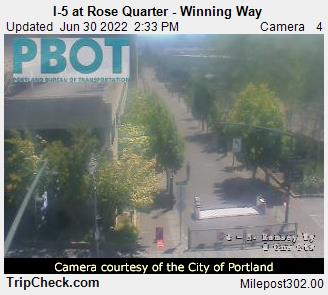 I-5 at Rose Quarter - Winning Way
Updated Jun 30 2022 2:33 PM Camera 4
PBOT
PORTLAND BUREAU OF TRANSPORTATION
Camera courtesy of the City of Portland
TripCheck.com Milepost302.00